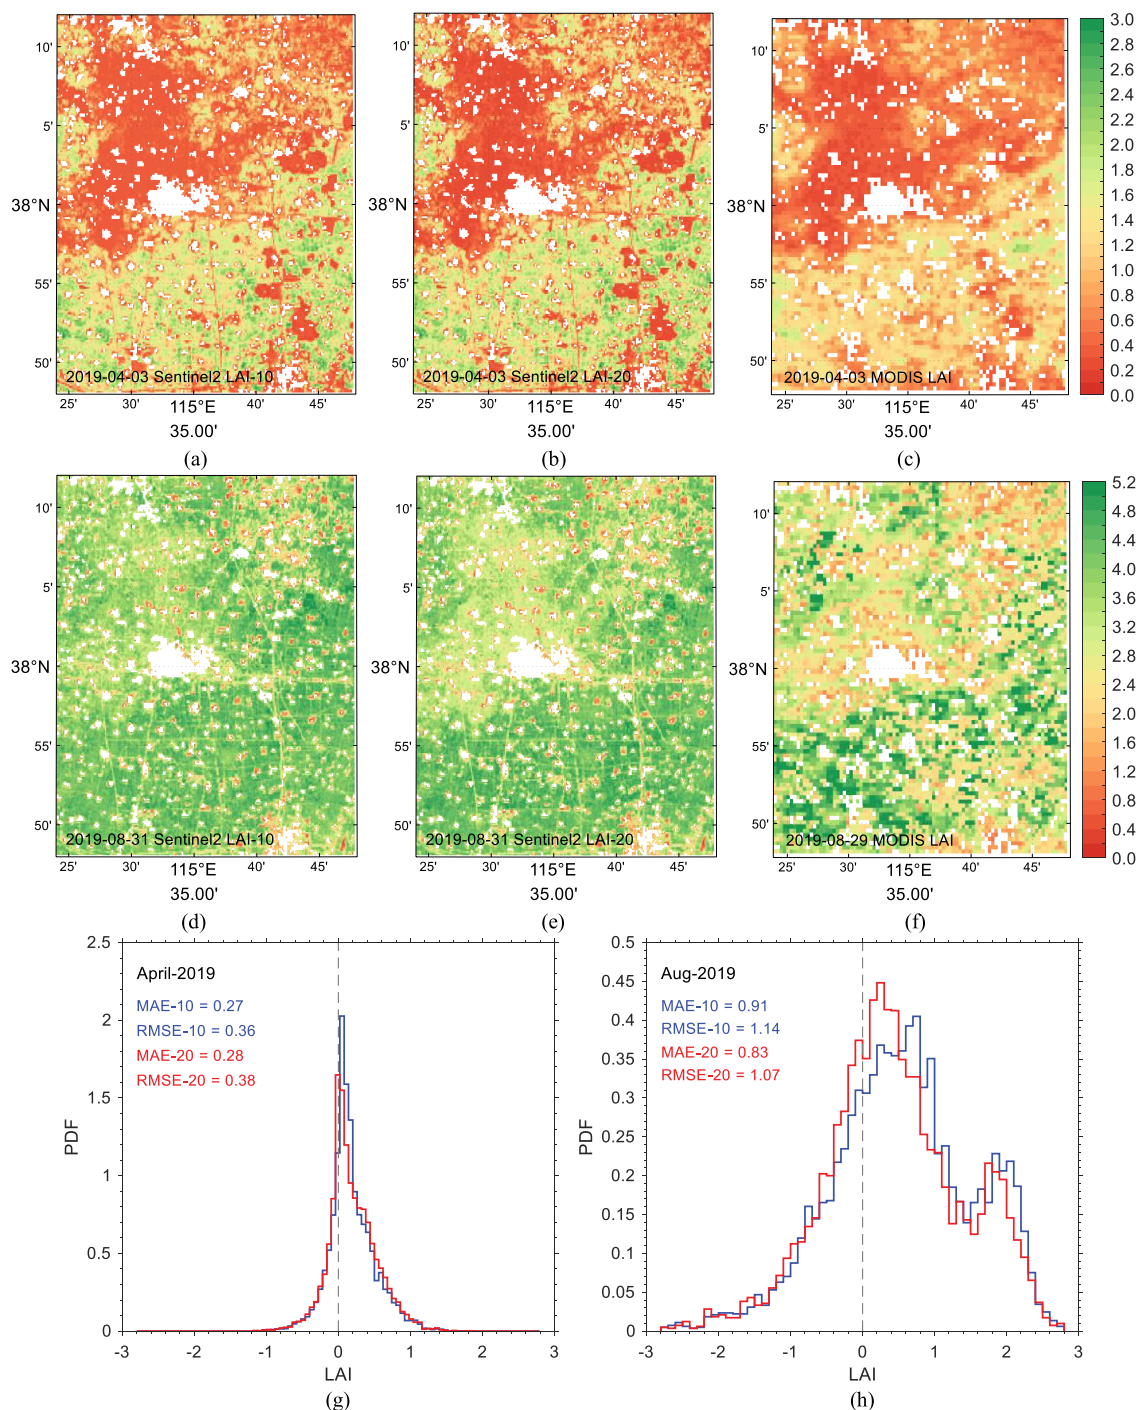 10'
5'
38°N
55'
50'
2019-04-03 Sentinel2 LAI-10
25' 30' 115°E 40' 45'
35.00'
(a)
10'
5'
38°N
55'
50'
2019-04-03 Sentinel2 LAI-20
25' 30' 115°E 40' 45'
35.00'
(b)
10'
5'
38°N
55'
50'
2019-04-03 MODIS LAI
25' 30' 115°E 40' 45'
35.00'
(c)
3.0
2.8
2.6
2.4
2.2
2.0
1.8
1.6
1.4
1.2
1.0
0.8
0.6
0.4
0.2
0.0
10'
5'
38°N
55'
50'
2019-08-31 Sentinel2 LAI-10
25' 30' 115°E 40' 45'
35.00'
(d)
10'
5'
38°N
55'
50'
2019-08-31 Sentinel2 LAI-20
25' 30' 115°E 40' 45'
35.00'
(e)
10'
5'
38°N
55'
50'
2019-08-29 MODIS LAI
25' 30' 115°E 40' 45'
35.00'
(f)
5.2
4.8
4.4
4.0
3.6
3.2
2.8
2.4
2.0
1.6
1.2
0.8
0.4
0.0
2.5
2
1.5
1
0.5
0
PDF
April-2019
MAE-10 = 0.27
RMSE-10 = 0.36
MAE-20 = 0.28
RMSE-20 = 0.38
-3 -2 -1 0 1 2 3
LAI
(g)
0.5
0.45
0.4
0.35
0.3
0.25
0.2
0.15
0.1
0.05
0
PDF
Aug-2019
MAE-10 = 0.91
RMSE-10 = 1.14
MAE-20 = 0.83
RMSE-20 = 1.07
-3 -2 -1 0 1 2 3
LAI
(h)